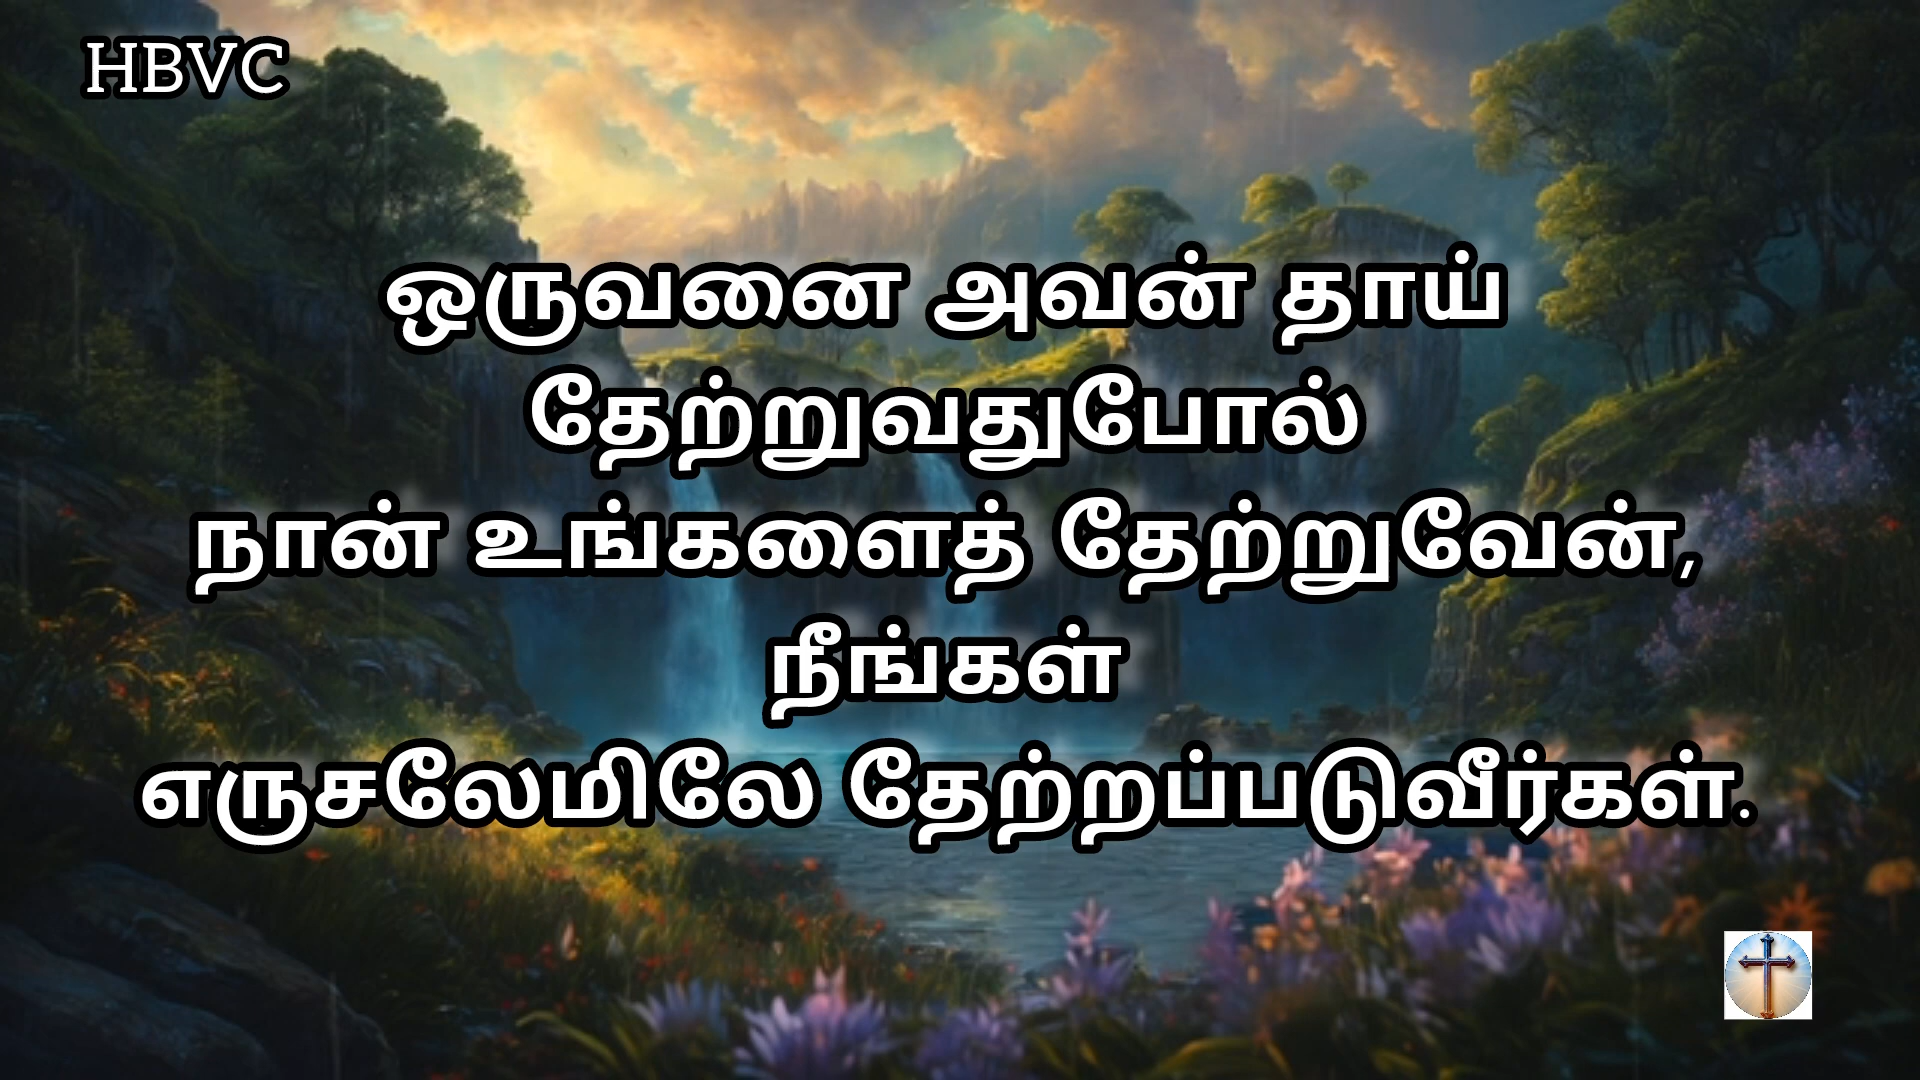 HBVC
ஒருவனை அவன் தாய்
தேற்றுவதுபோல்
நான் உங்களைத் தேற்றுவேன்,
நீங்கள்
எருசலேமிலே தேற்றப்படுவீர்கள்.